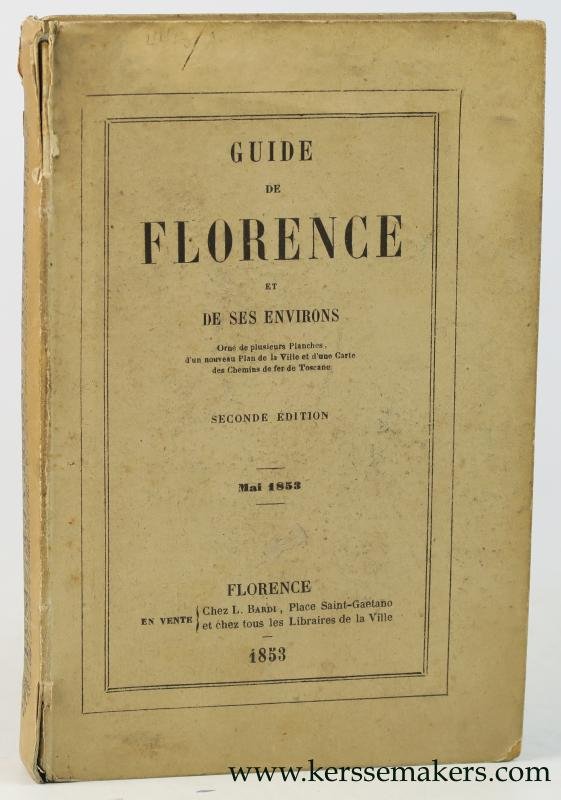 GUIDE
DE
FLORENCE
ET
DE SES ENVIRONS
Orné de plusieurs Planches,
d'un nouveau Plan de la Ville et d'une Carte
des Chemins de fer de Toscane
SECONDE ÉDITION
Mai 1853
FLORENCE
EN VENTE
Chez L. BARDI, Place Saint-Gaetano
et chez tous les Libraires de la Ville
1853
www.kerssemakers.com